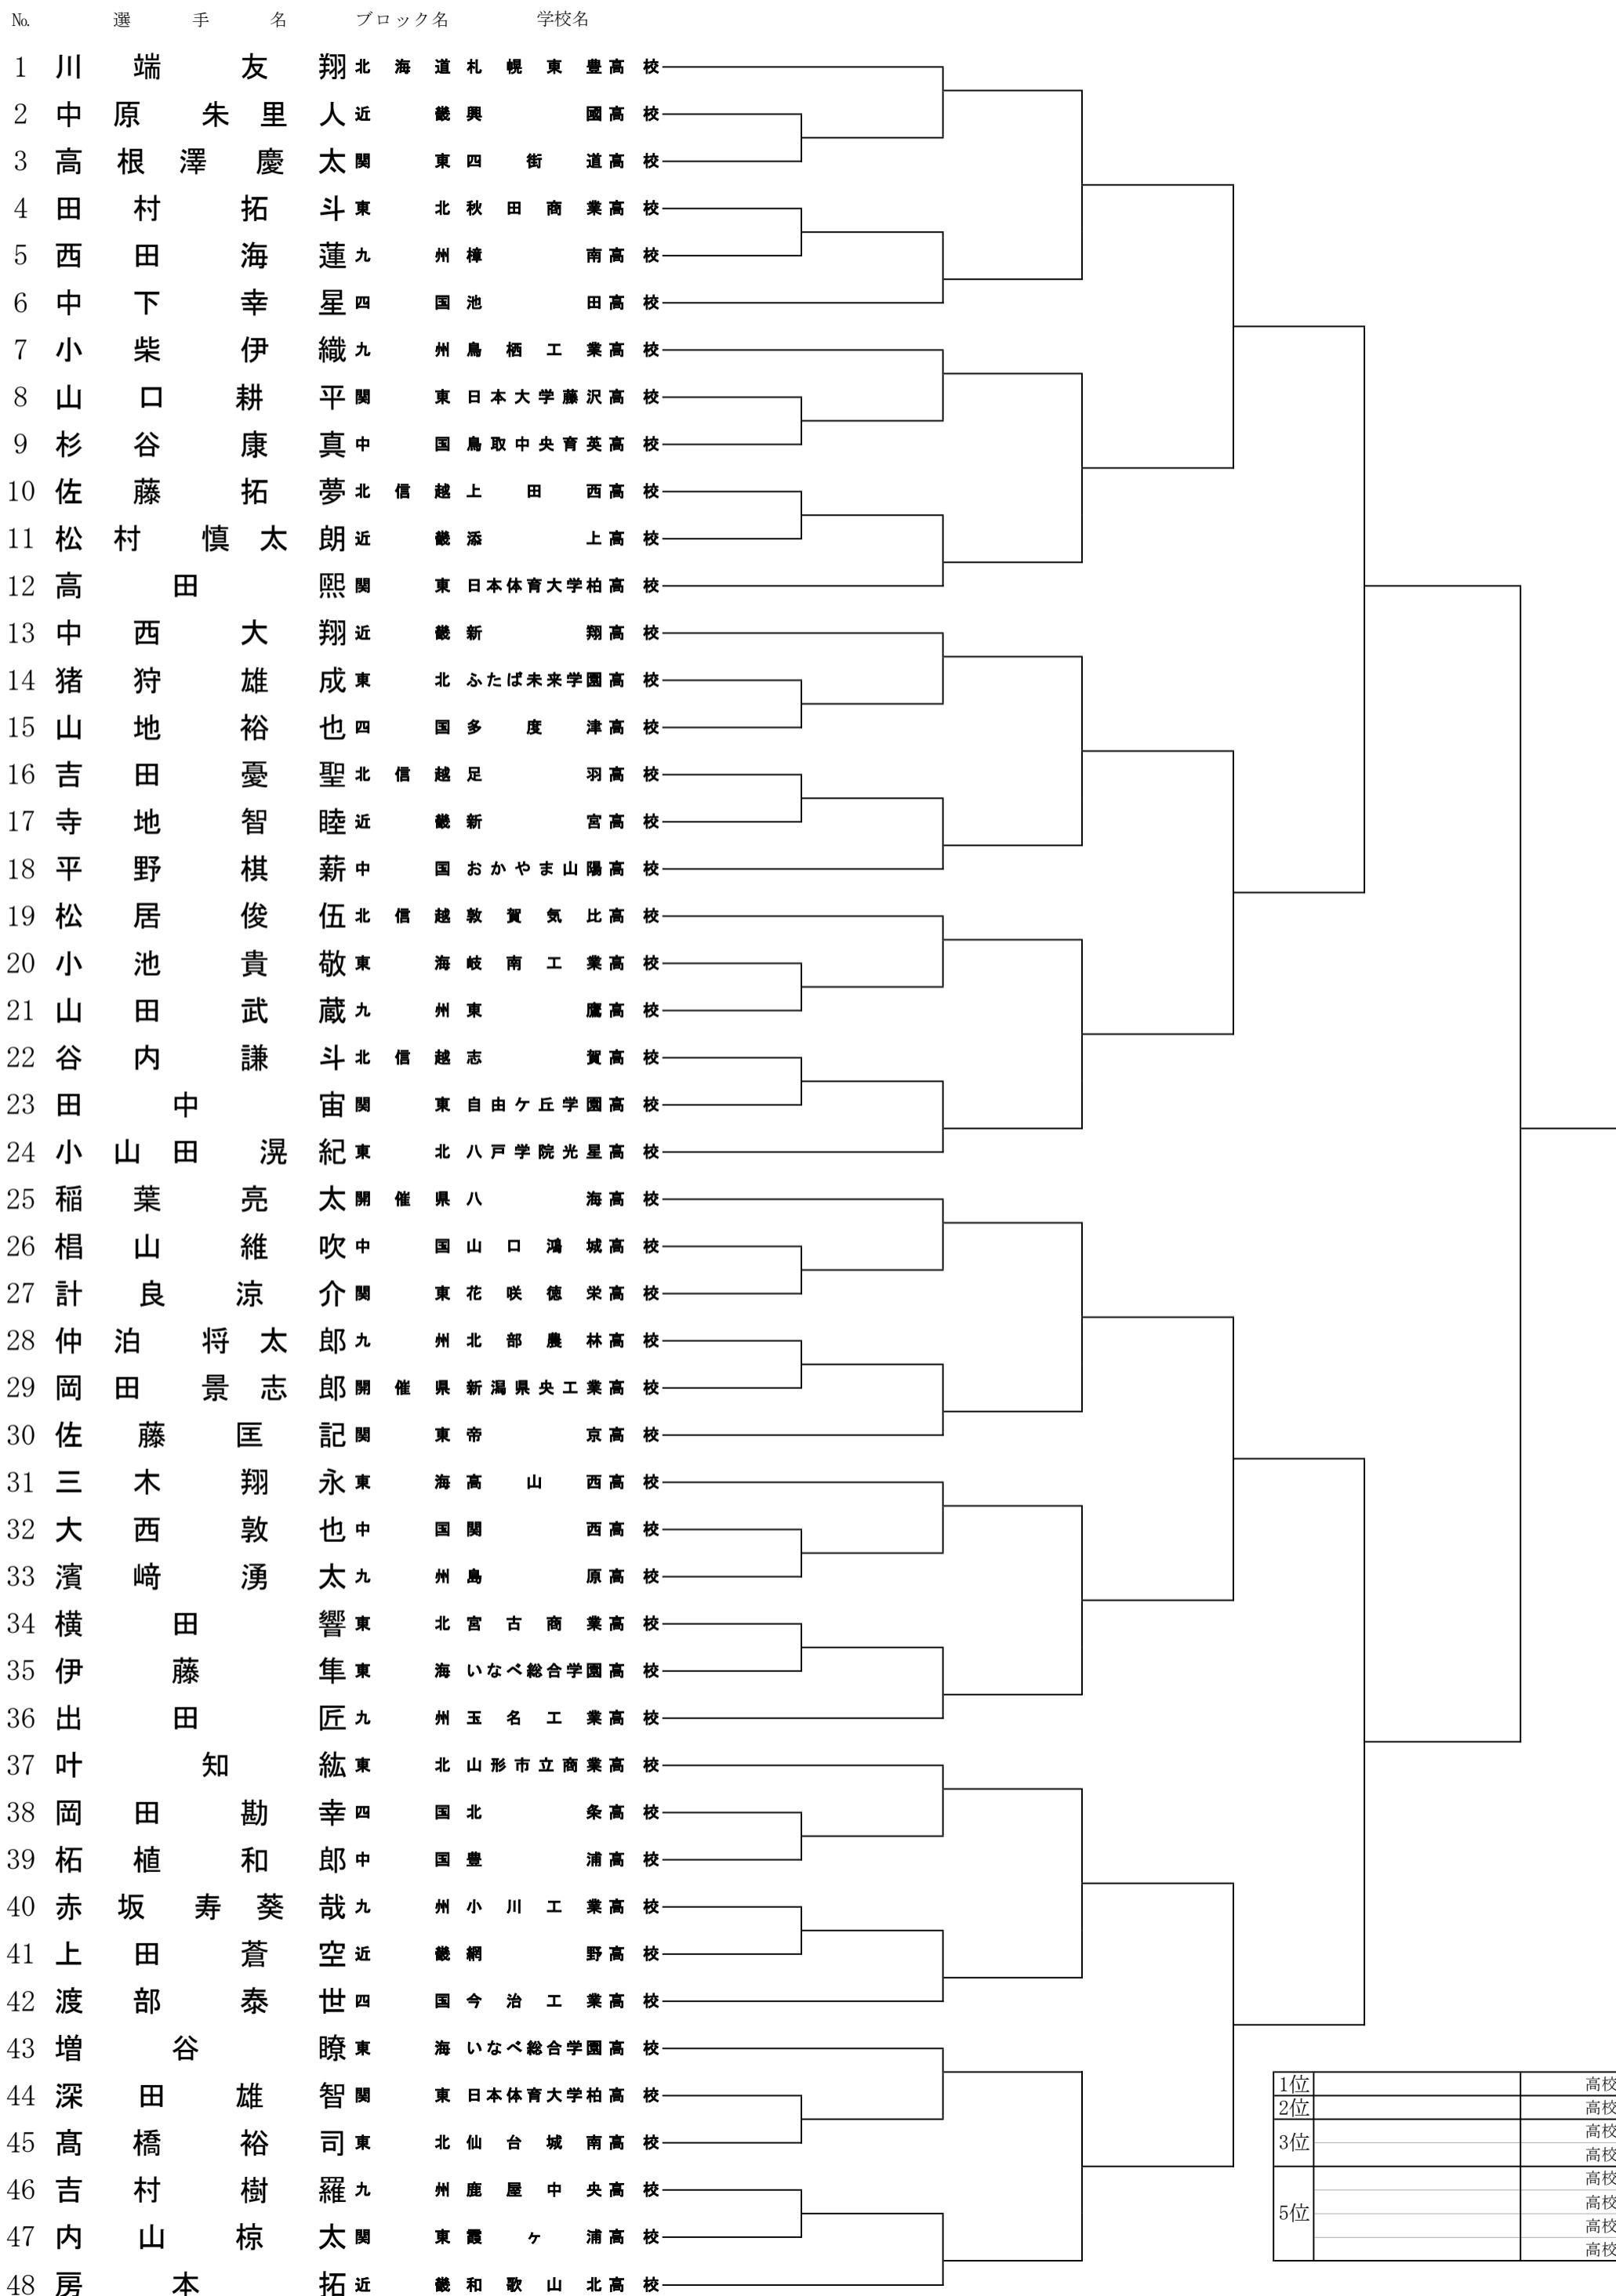 № 選手名 ブロック名 学校名
1 川端 友翔 北海道 札幌東豊高校
2 中原 朱里人 近畿 興國高校
3 高根澤 慶太 関東 四街道高校
4 田村 拓斗 東北 秋田商業高校
5 西田 海蓮 九州 樟南高校
6 中下 幸星 四国 池田高校
7 小柴 伊織 九州 鳥栖工業高校
8 山口 耕平 関東 日本大学藤沢高校
9 杉谷 康真 中国 鳥取中央育英高校
10 佐藤 拓夢 北信越 上田西高校
11 松村 慎太朗 近畿 添上高校
12 高田 熙 関東 日本体育大学柏高校
13 中西 大翔 近畿 新翔高校
14 猪狩 雄成 東北 ふたば未来学園高校
15 山地 裕也 四国 多度津高校
16 吉田 憂聖 北信越 足羽高校
17 寺地 智睦 近畿 新宮高校
18 平野 棋薪 中国 おかやま山陽高校
19 松居 俊伍 北信越 敦賀気比高校
20 小池 貴敬 東海 岐南工業高校
21 山田 武蔵 九州 東鷹高校
22 谷内 謙斗 北信越 志賀高校
23 田中 宙 関東 自由ケ丘学園高校
24 小山田 滉紀 東北 八戸学院光星高校
25 稲葉 亮太 開催県 八海高校
26 椙山 維吹 中国 山口鴻城高校
27 計良 涼介 関東 花咲徳栄高校
28 仲泊 将太郎 九州 北部農林高校
29 岡田 景志郎 開催県 新潟県央工業高校
30 佐藤 匡記 関東 帝京高校
31 三木 翔永 東海 高山西高校
32 大西 敦也 中国 関西高校
33 濱﨑 湧太 九州 島原高校
34 横田 響 東北 宮古商業高校
35 伊藤 隼 東海 いなべ総合学園高校
36 出田 匠 九州 玉名工業高校
37 叶 知紘 東北 山形市立商業高校
38 岡田 勘幸 四国 北条高校
39 柘植 和郎 中国 豊浦高校
40 赤坂 寿葵哉 九州 小川工業高校
41 上田 蒼空 近畿 網野高校
42 渡部 泰世 四国 今治工業高校
43 増谷 瞭 東海 いなべ総合学園高校
44 深田 雄智 関東 日本体育大学柏高校
45 髙橋 裕司 東北 仙台城南高校
46 吉村 樹羅 九州 鹿屋中央高校
47 内山 椋太 関東 霞ヶ浦高校
48 房本 拓 近畿 和歌山北高校
1位 高校
2位 高校
3位 高校
高校
5位 高校
高校
高校
高校